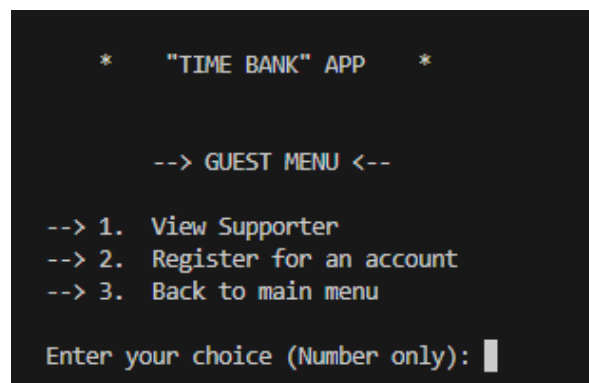 * "TIME BANK" APP *
--> GUEST MENU <--
--> 1. View Supporter
--> 2. Register for an account
--> 3. Back to main menu
Enter your choice (Number only):